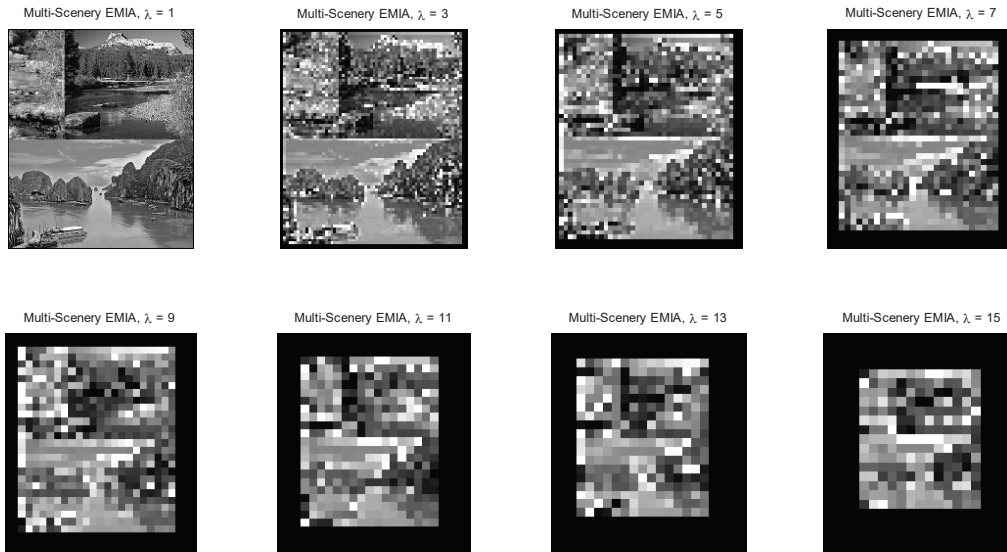 Multi-Scenery EMIA, λ = 1
Multi-Scenery EMIA, λ = 3
Multi-Scenery EMIA, λ = 5
Multi-Scenery EMIA, λ = 7
Multi-Scenery EMIA, λ = 9
Multi-Scenery EMIA, λ = 11
Multi-Scenery EMIA, λ = 13
Multi-Scenery EMIA, λ = 15